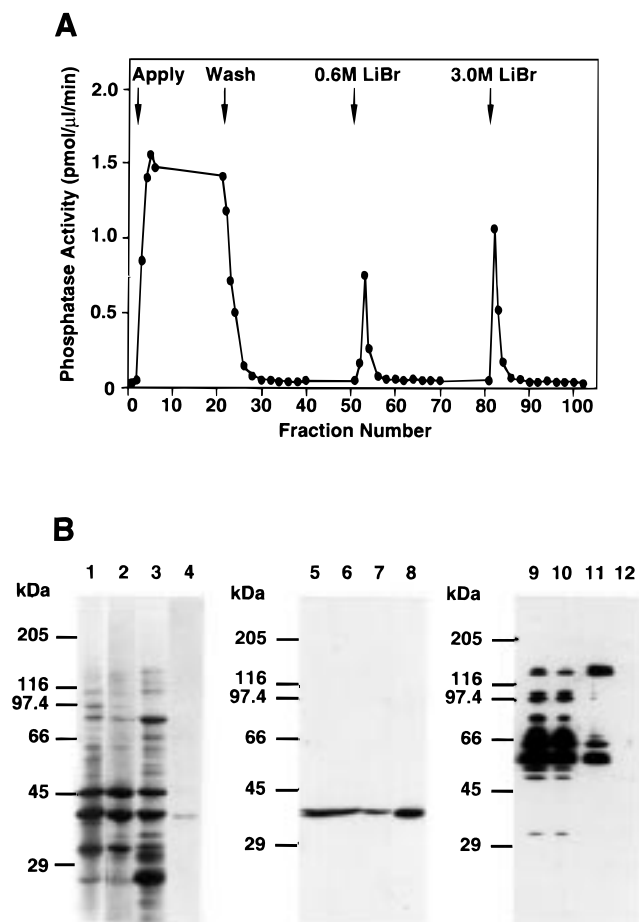 A
Apply Wash 0.6M LiBr 3.0M LiBr
Phosphatase Activity (pmol/μl/min)
2.0
1.5
1.0
0.5
0
0 10 20 30 40 50 60 70 80 90 100
Fraction Number
B
1 2 3 4
kDa
205
116
97.4
66
45
29
5 6 7 8
kDa
205
116
97.4
66
45
29
9 10 11 12
kDa
205
116
97.4
66
45
29